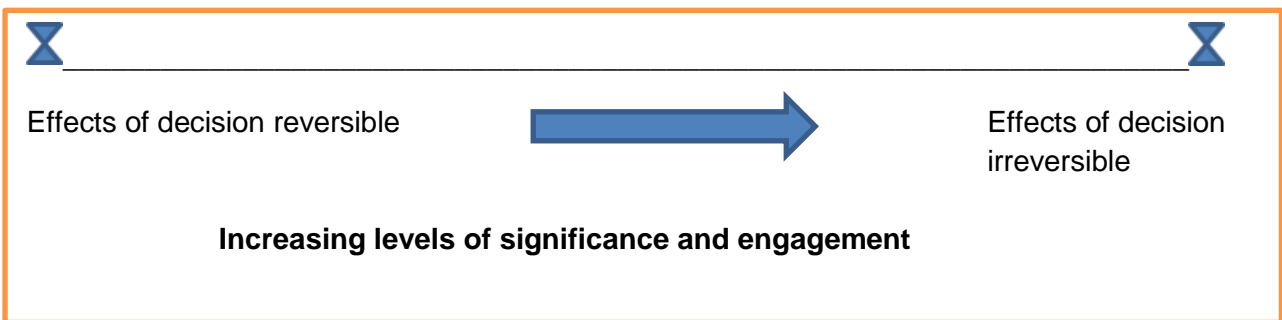 Effects of decision reversible
Effects of decision
irreversible
Increasing levels of significance and engagement